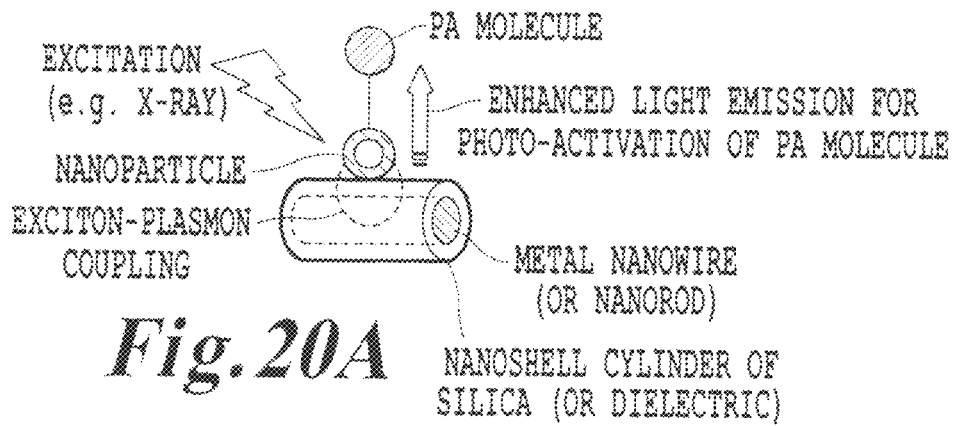 PA MOLECULE
EXCITATION
(e.g. X-RAY)
ENHANCED LIGHT EMISSION FOR
PHOTO-ACTIVATION OF PA MOLECULE
NANOPARTICLE
EXCITON-PLASMON
COUPLING
METAL NANOWIRE
(OR NANOROD)
NANOSHELL CYLINDER OF
SILICA (OR DIELECTRIC)
Fig. 20A